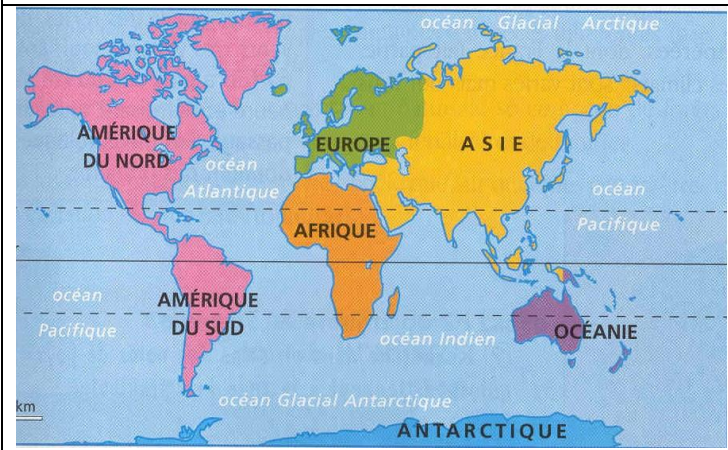 océan Glacial Arctique
AMÉRIQUE
DU NORD
EUROPE
ASIE
océan
Atlantique
océan
Pacifique
AFRIQUE
océan
Pacifique
AMÉRIQUE
DU SUD
océan Indien
OCÉANIE
km
océan Glacial Antarctique
ANTARCTIQUE